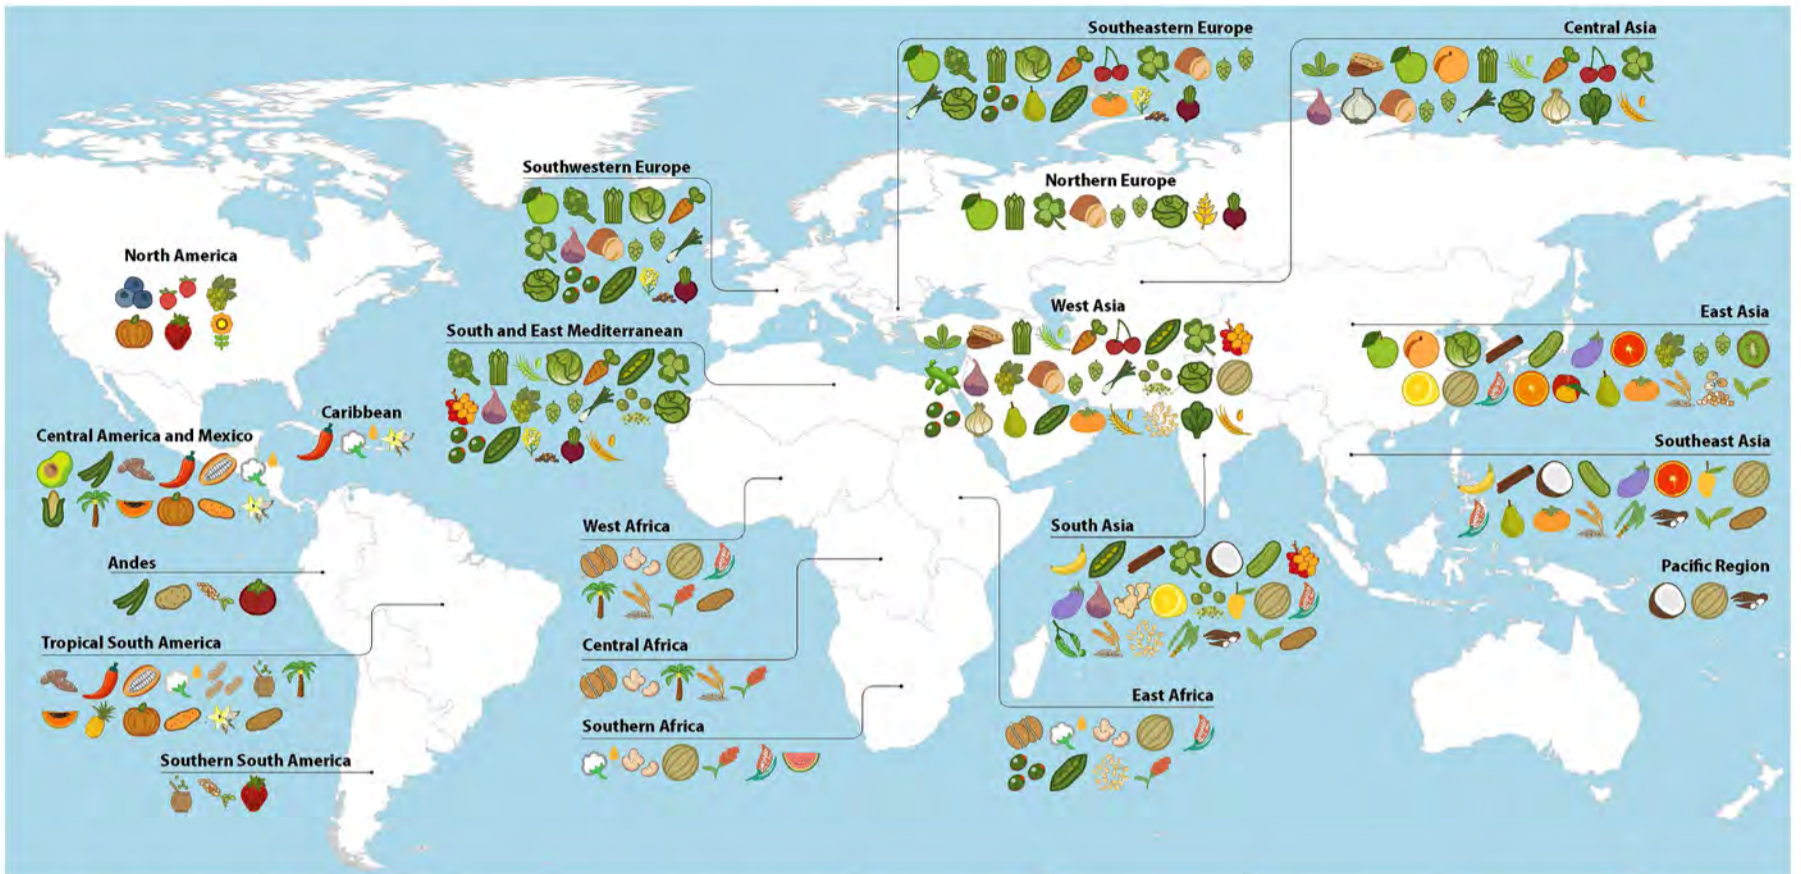 Southeastern Europe
Central Asia
Southwestern Europe
Northern Europe
North America
West Asia
East Asia
South and East Mediterranean
Caribbean
Central America and Mexico
Southeast Asia
West Africa
South Asia
Andes
Pacific Region
Tropical South America
Central Africa
East Africa
Southern Africa
Southern South America